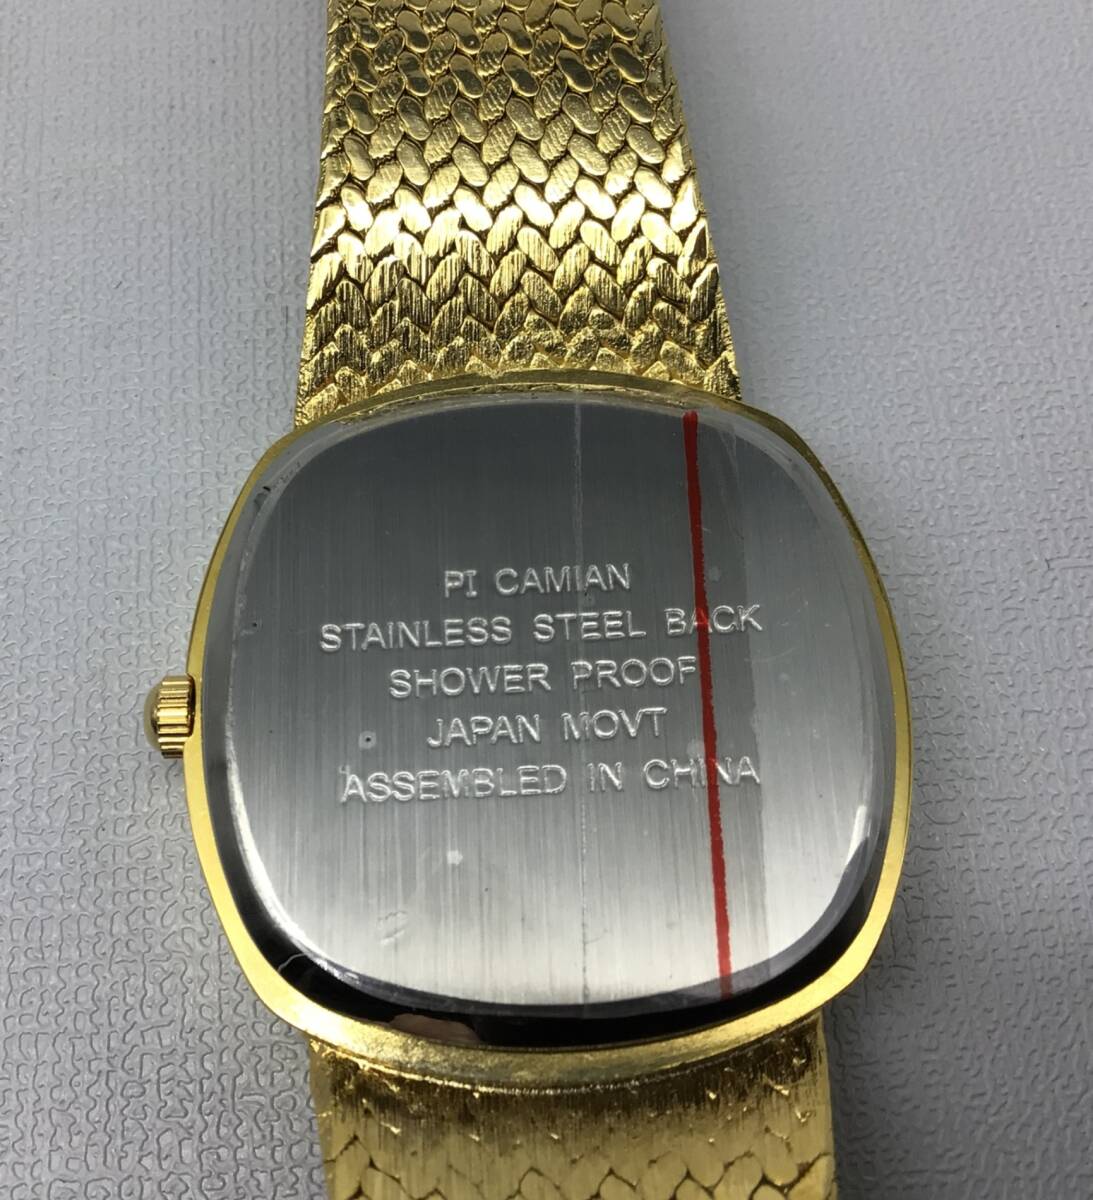 PI CAMIAN
STAINLESS STEEL BACK
SHOWER PROOF
JAPAN MOVT
ASSEMBLED IN CHINA